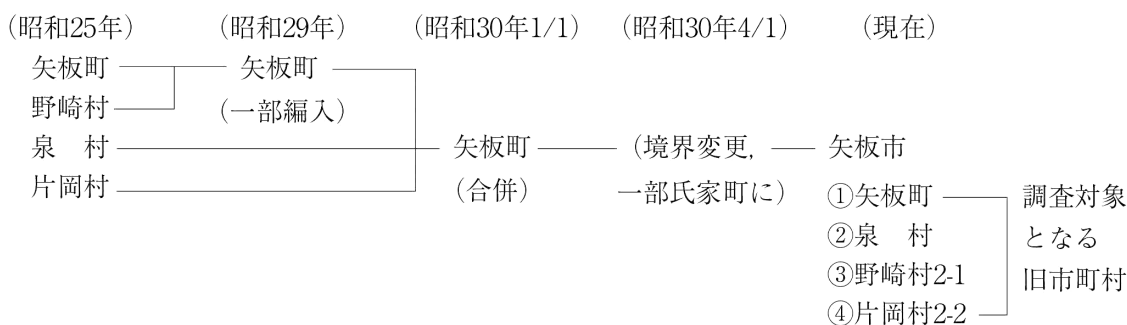 (昭和25年) (昭和29年) (昭和30年1/1) (昭和30年4/1) (現在)
矢板町 矢板町
野崎村 (一部編入)
泉 村 矢板町 (境界変更, 矢板市
片岡村 (合併) 一部氏家町に) ①矢板町 調査対象
②泉 村 となる
③野崎村2-1 旧市町村
④片岡村2-2